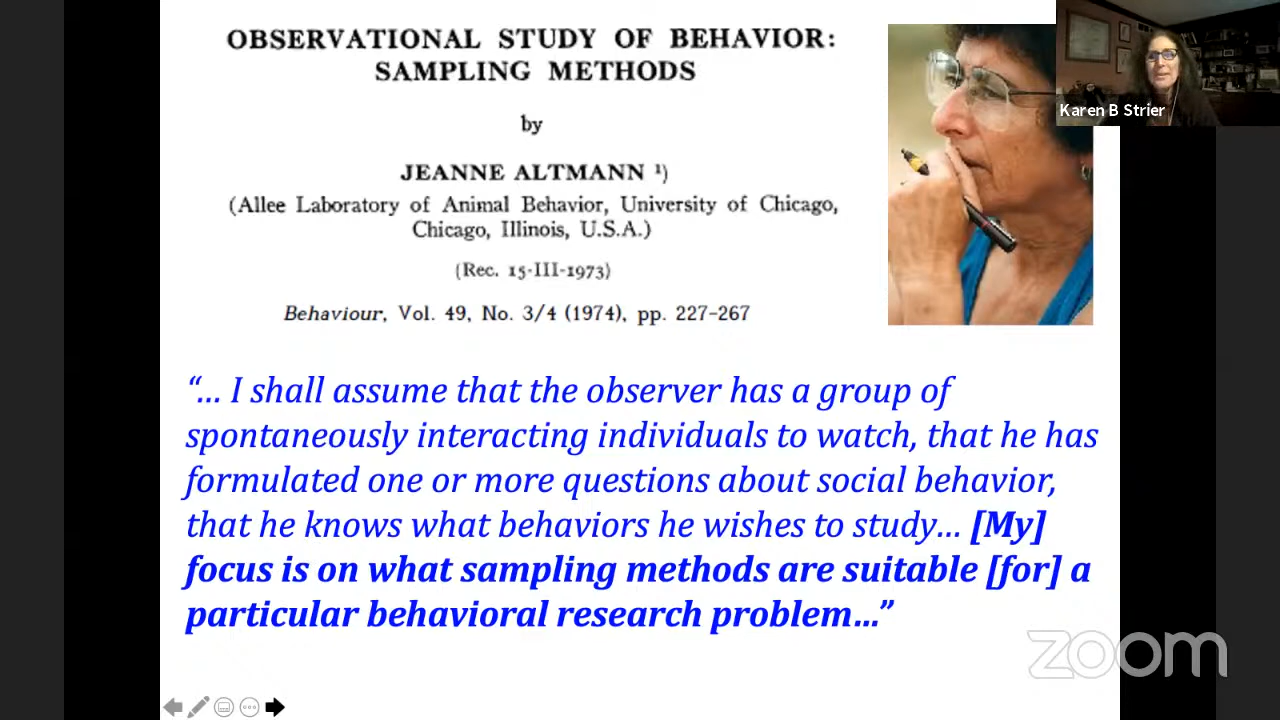 OBSERVATIONAL STUDY OF BEHAVIOR:
SAMPLING METHODS
by
JEANNE ALTMANN ¹)
(Allee Laboratory of Animal Behavior, University of Chicago,
Chicago, Illinois, U.S.A.)
(Rec. 15-III-1973)
Behaviour, Vol. 49, No. 3/4 (1974), pp. 227-267
Karen B Strier
“... I shall assume that the observer has a group of
spontaneously interacting individuals to watch, that he has
formulated one or more questions about social behavior,
that he knows what behaviors he wishes to study... [My]
focus is on what sampling methods are suitable [for] a
particular behavioral research problem...”
zoom